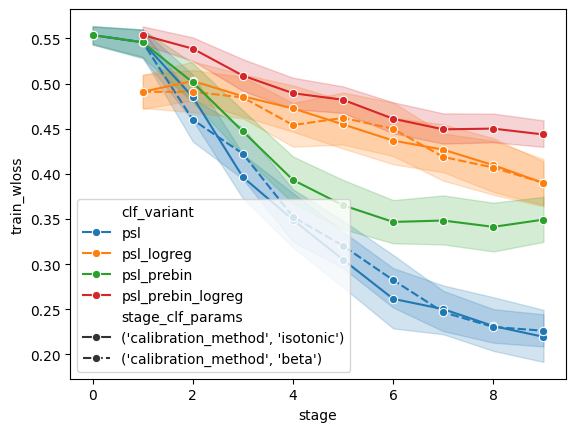 0.55
0.50
0.45
0.40
0.35
0.30
0.25
0.20
train_wloss
clf_variant
psl
psl_logreg
psl_prebin
psl_prebin_logreg
stage_clf_params
('calibration_method', 'isotonic')
('calibration_method', 'beta')
0 2 4 6 8
stage